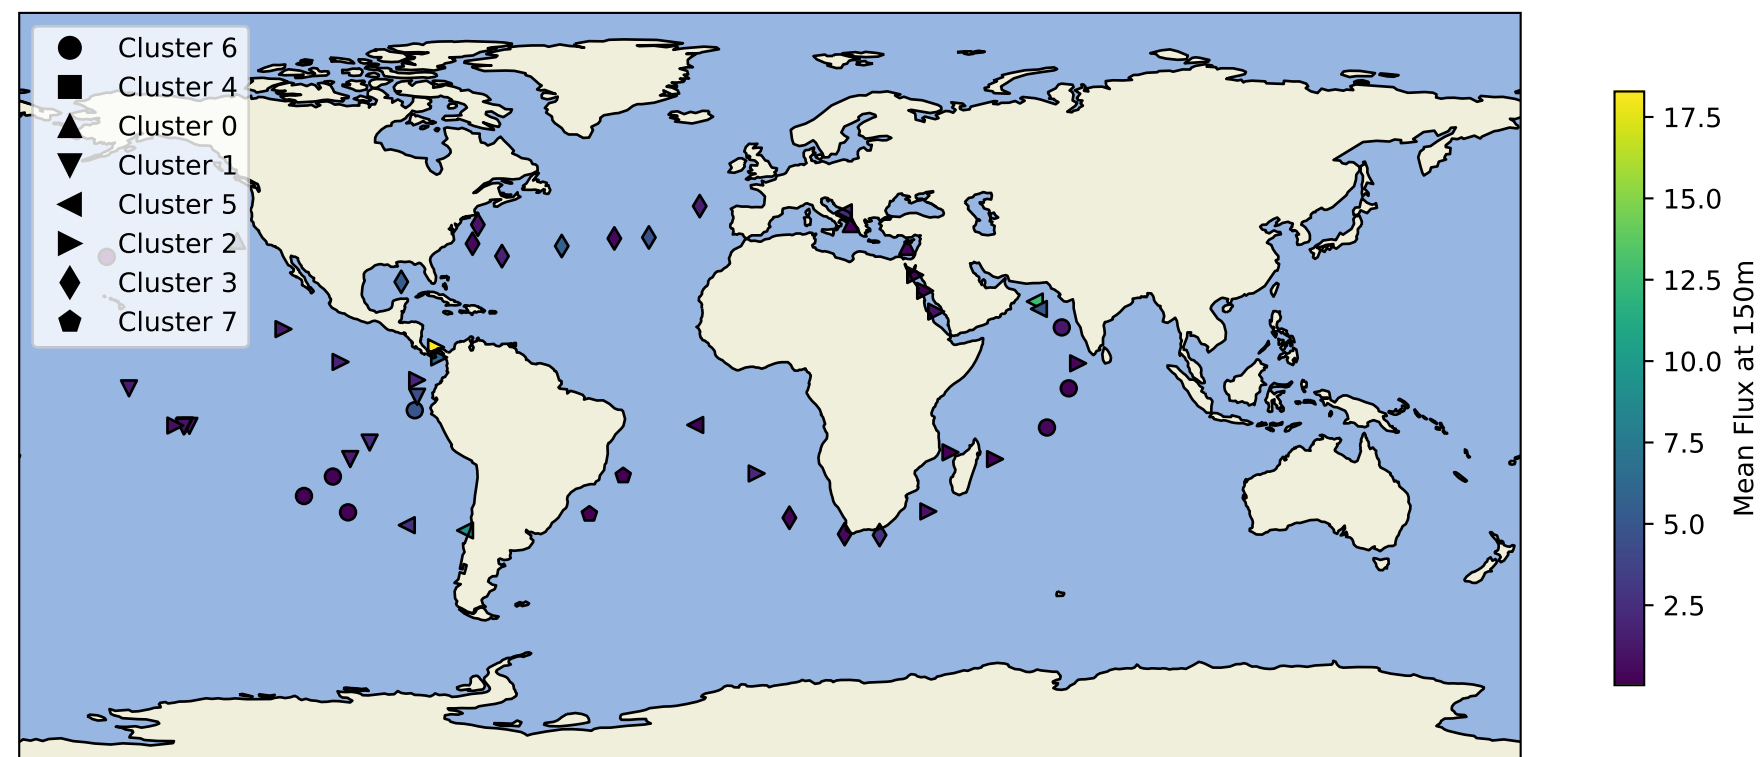 Cluster 6
Cluster 4
Cluster 0
Cluster 1
Cluster 5
Cluster 2
Cluster 3
Cluster 7
17.5
15.0
12.5
10.0
7.5
5.0
2.5
Mean Flux at 150m